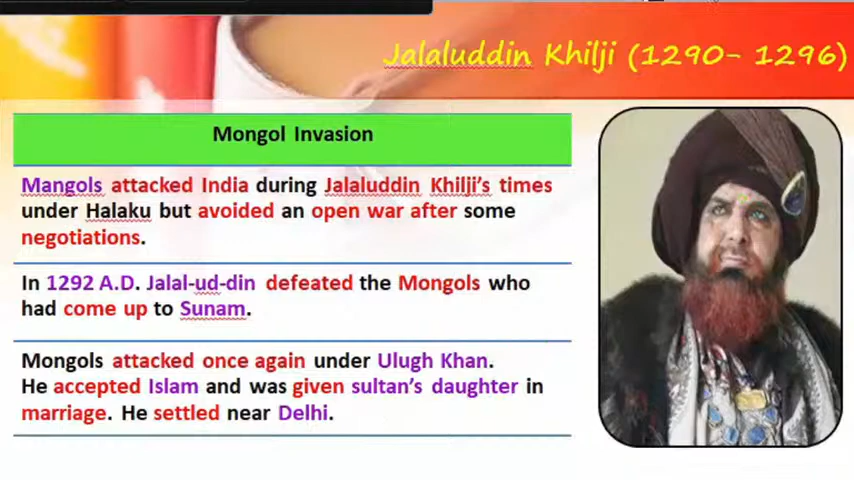 Jalaluddin Khilji (1290- 1296)
Mongol Invasion
Mangols attacked India during Jalaluddin Khilji's times
under Halaku but avoided an open war after some
negotiations.
In 1292 A.D. Jalal-ud-din defeated the Mongols who
had come up to Sunam.
Mongols attacked once again under Ulugh Khan.
He accepted Islam and was given sultan's daughter in
marriage. He settled near Delhi.